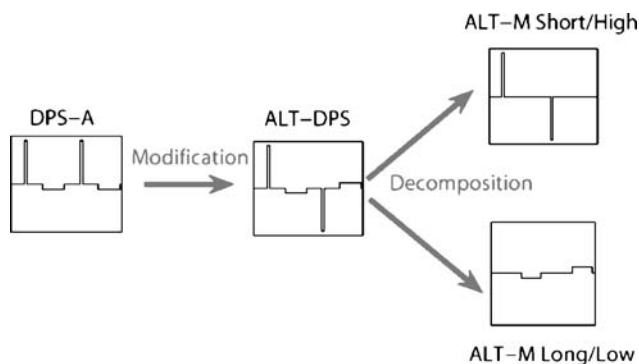 ALT–M Short/High
DPS–A
ALT–DPS
Modification
Decomposition
ALT–M Long/Low